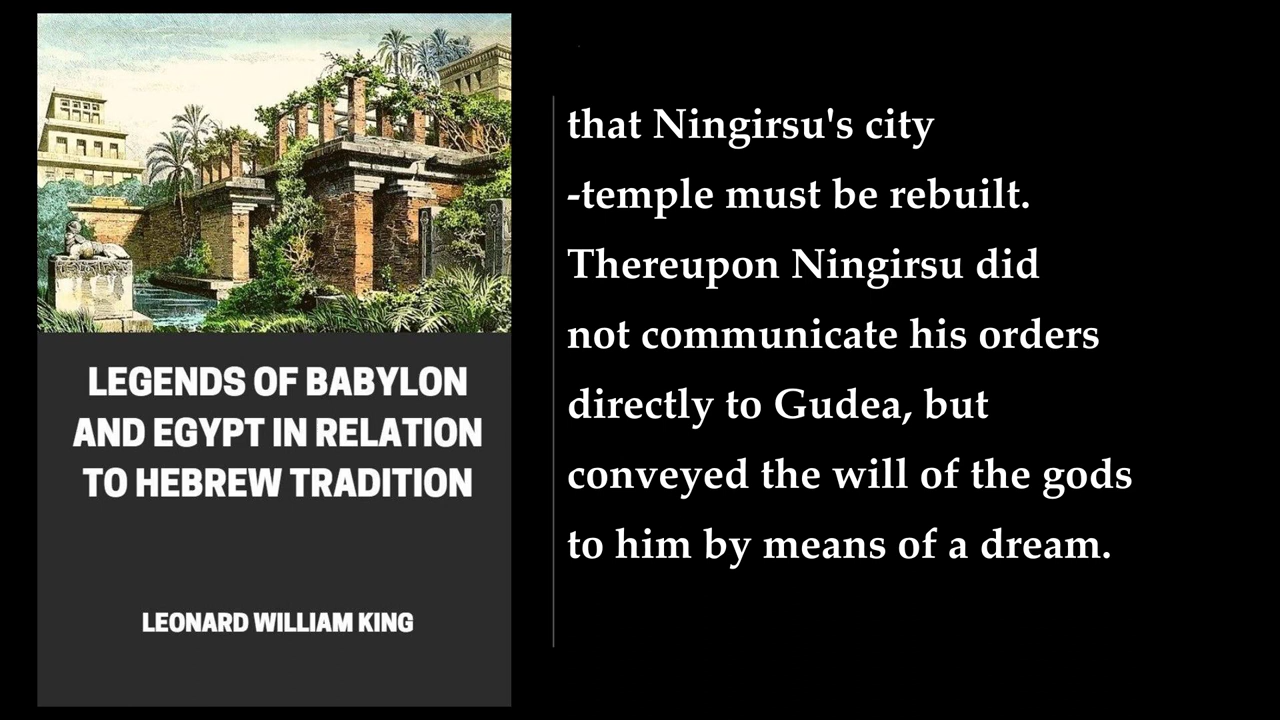 LEGENDS OF BABYLON
AND EGYPT IN RELATION
TO HEBREW TRADITION
LEONARD WILLIAM KING
that Ningirsu's city
-temple must be rebuilt.
Thereupon Ningirsu did
not communicate his orders
directly to Gudea, but
conveyed the will of the gods
to him by means of a dream.